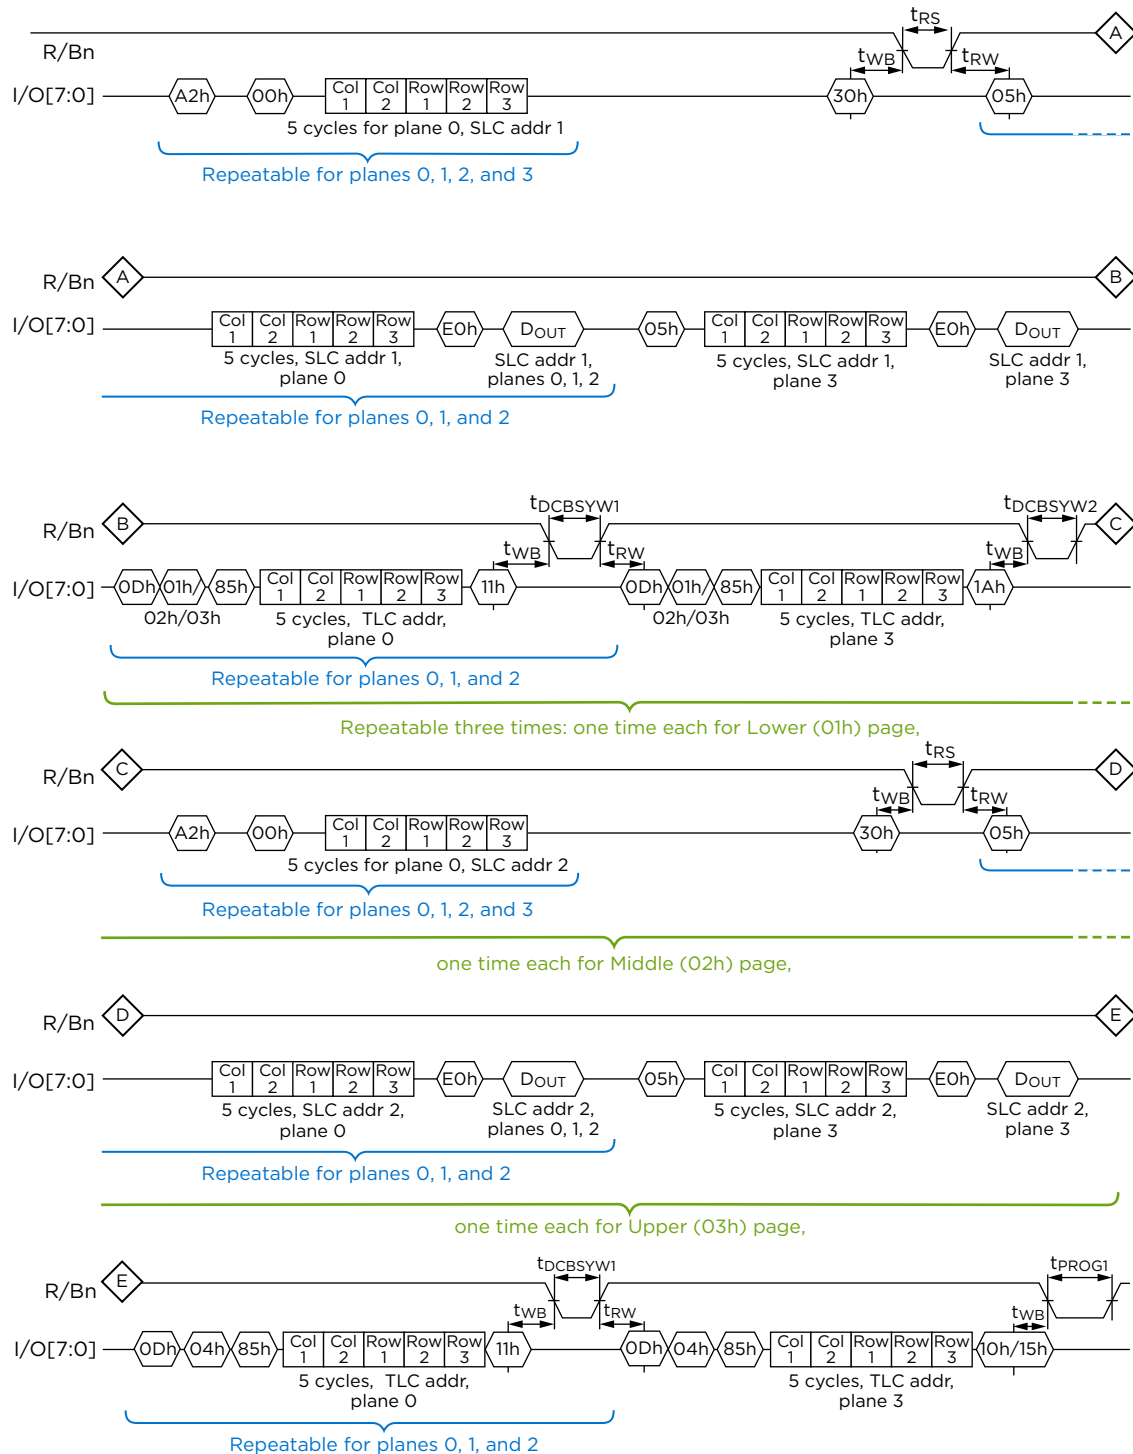 tRS
A
R/Bn
tWB
tRW
I/O[7:0]
A2h 00h Col 1 Col 2 Row 1 Row 2 Row 3 30h 05h
5 cycles for plane 0, SLC addr 1
Repeatable for planes 0, 1, 2, and 3
R/Bn A B
I/O[7:0] Col 1 Col 2 Row 1 Row 2 Row 3 E0h DOUT 05h Col 1 Col 2 Row 1 Row 2 Row 3 E0h DOUT
5 cycles, SLC addr 1,
plane 0
SLC addr 1,
planes 0, 1, 2
5 cycles, SLC addr 1,
plane 3
SLC addr 1,
plane 3
Repeatable for planes 0, 1, and 2
tDCBSYW1 tDCBSYW2
R/Bn B C
tWB tRW tWB
I/O[7:0] 0Dh 01h/ 85h Col 1 Col 2 Row 1 Row 2 Row 3 11h 0Dh 01h/ 85h Col 1 Col 2 Row 1 Row 2 Row 3 1Ah
02h/03h
5 cycles, TLC addr,
plane 0
02h/03h
5 cycles, TLC addr,
plane 3
Repeatable for planes 0, 1, and 2
Repeatable three times: one time each for Lower (01h) page,
tRS
R/Bn C D
tWB tRW
I/O[7:0] A2h 00h Col 1 Col 2 Row 1 Row 2 Row 3 30h 05h
5 cycles for plane 0, SLC addr 2
Repeatable for planes 0, 1, 2, and 3
one time each for Middle (02h) page,
R/Bn D E
I/O[7:0] Col 1 Col 2 Row 1 Row 2 Row 3 E0h DOUT 05h Col 1 Col 2 Row 1 Row 2 Row 3 E0h DOUT
5 cycles, SLC addr 2,
plane 0
SLC addr 2,
planes 0, 1, 2
5 cycles, SLC addr 2,
plane 3
SLC addr 2,
plane 3
Repeatable for planes 0, 1, and 2
one time each for Upper (03h) page,
tDCBSYW1 tPROG1
R/Bn E
tWB tRW tWB
I/O[7:0] 0Dh 04h 85h Col 1 Col 2 Row 1 Row 2 Row 3 11h 0Dh 04h 85h Col 1 Col 2 Row 1 Row 2 Row 3 10h/15h
5 cycles, TLC addr,
plane 0
5 cycles, TLC addr,
plane 3
Repeatable for planes 0, 1, and 2